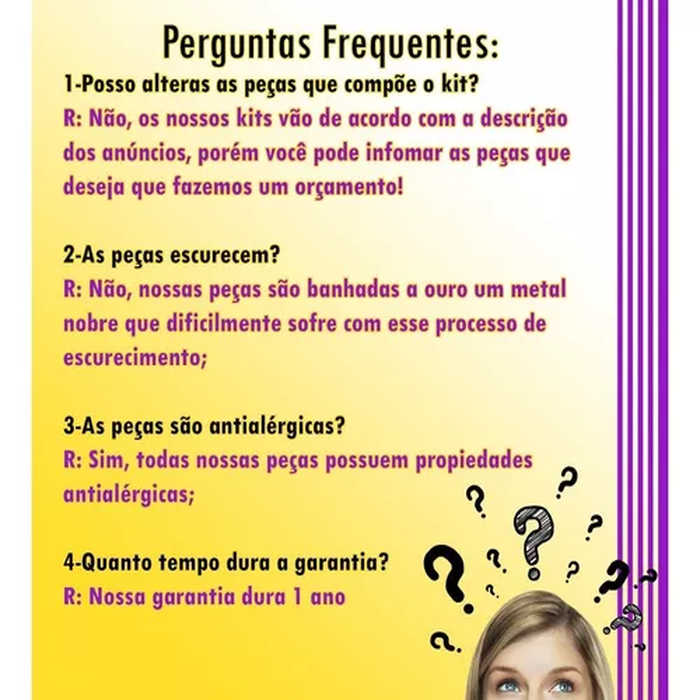 Perguntas Frequentes:
1-Posso alteras as peças que compõe o kit?
R: Não, os nossos kits vão de acordo com a descrição
dos anúncios, porém você pode infomar as peças que
deseja que fazemos um orçamento!
2-As peças escurecem?
R: Não, nossas peças são banhadas a ouro um metal
nobre que dificilmente sofre com esse processo de
escurecimento;
3-As peças são antialérgicas?
R: Sim, todas nossas peças possuem propiedades
antialérgicas;
4-Quanto tempo dura a garantia?
R: Nossa garantia dura 1 ano